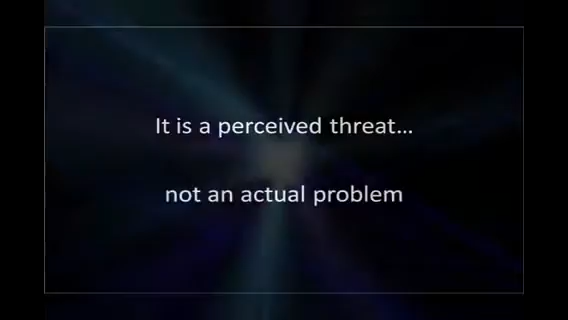 It is a perceived threat...
not an actual problem